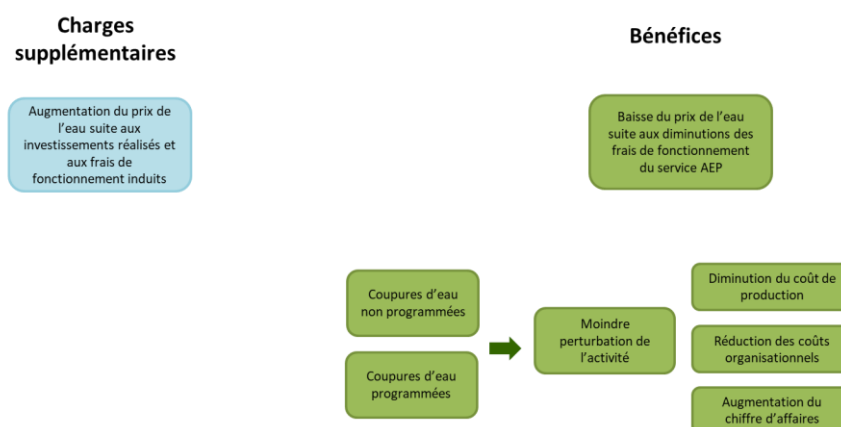 Charges
supplémentaires
Bénéfices
Augmentation du prix de
l'eau suite aux
investissements réalisés et
aux frais de
fonctionnement induits
Baisse du prix de l'eau
suite aux diminutions des
frais de fonctionnement
du service AEP
Coupures d'eau
non programmées
Coupures d'eau
programmées
Moindre
perturbation de
l'activité
Diminution du coût de
production
Réduction des coûts
organisationnels
Augmentation du
chiffre d'affaires